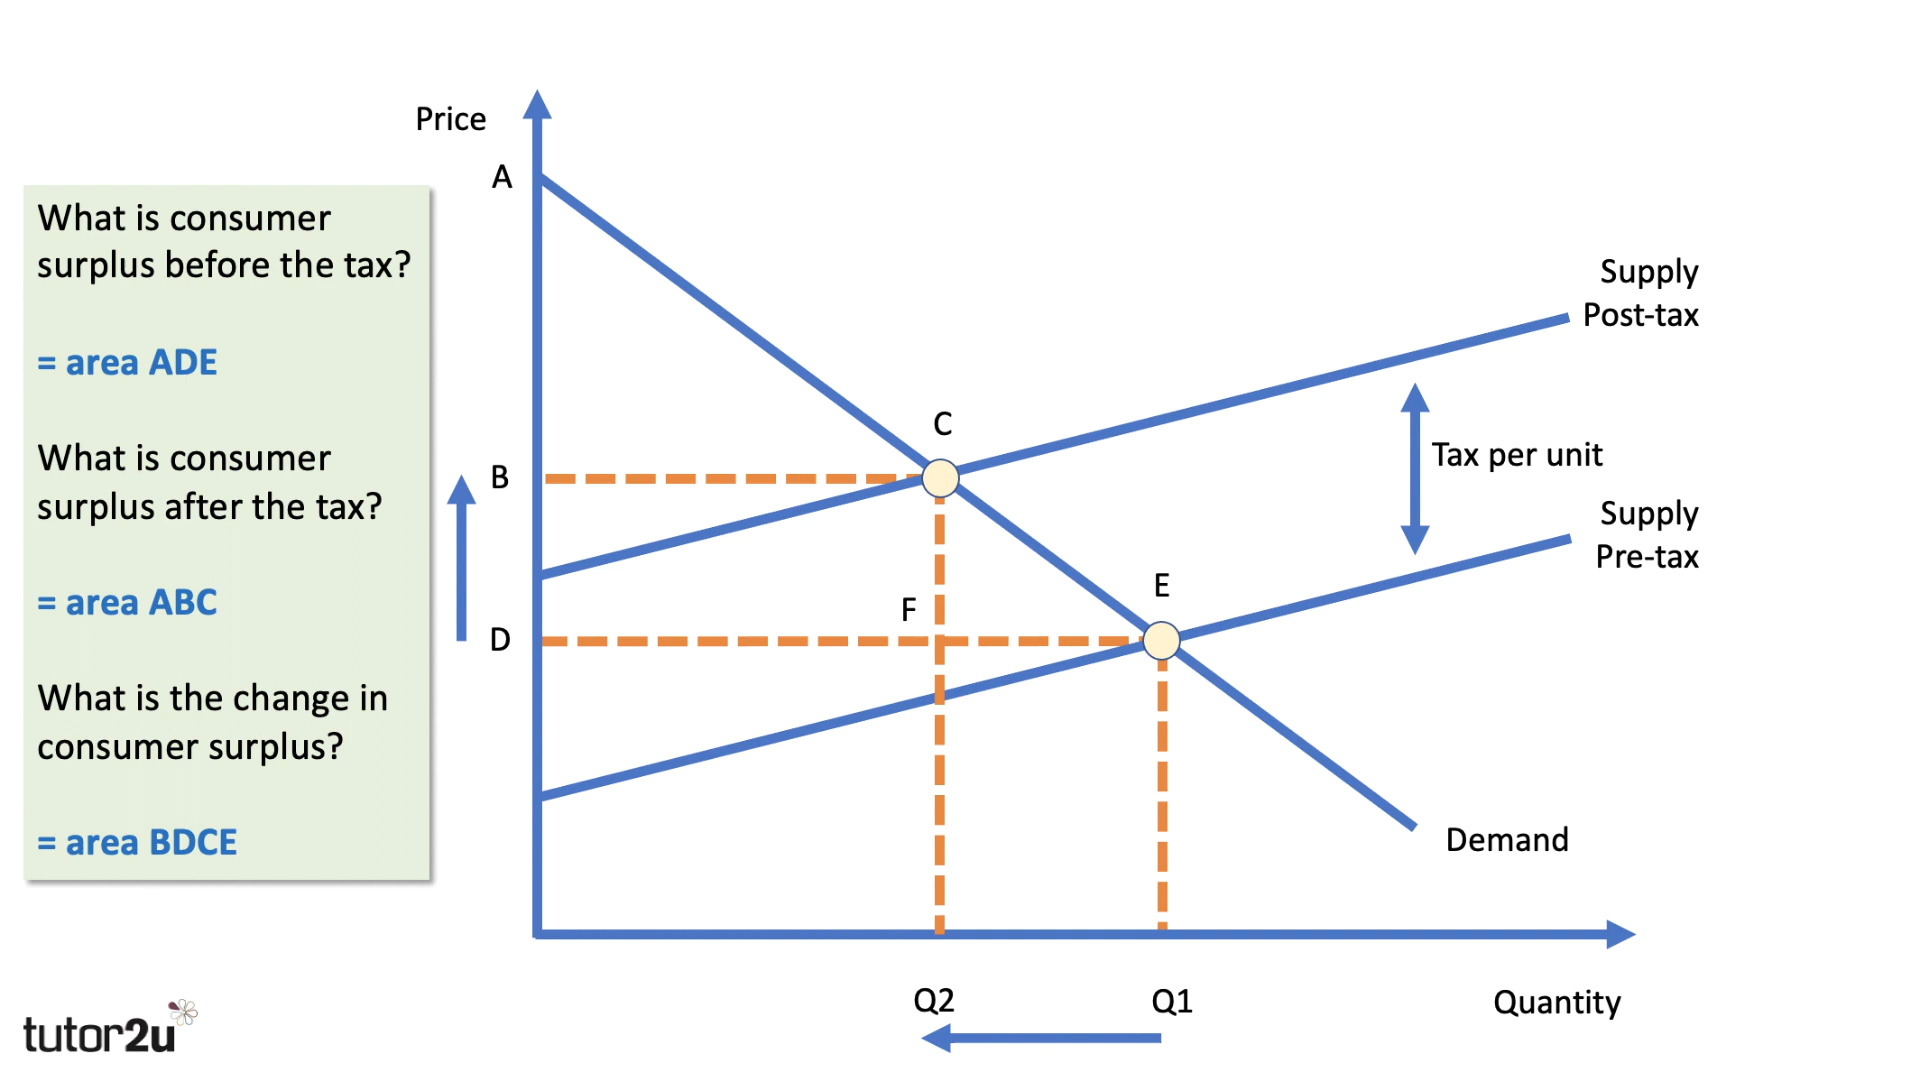 What is consumer
surplus before the tax?
= area ADE
What is consumer
surplus after the tax?
= area ABC
What is the change in
consumer surplus?
= area BDCE
Price
A
B
D
C
F
E
Supply
Post-tax
Tax per unit
Supply
Pre-tax
Demand
Q2
Q1
Quantity
tutor2u